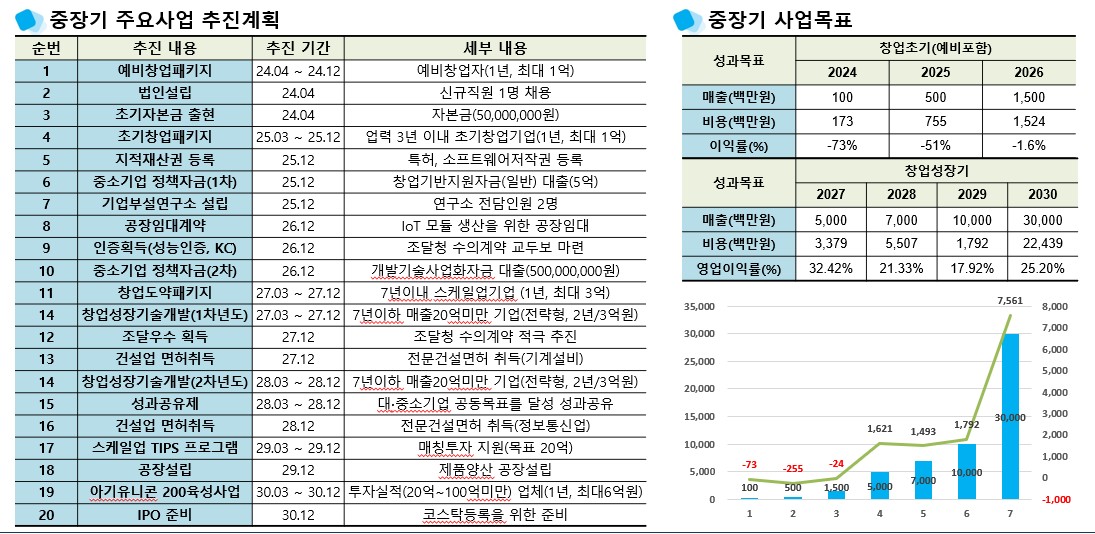 중장기 주요사업 추진계획
순번 추진 내용 추진 기간 세부 내용
1 예비창업패키지 24.04 ~ 24.12 예비창업자(1년, 최대 1억)
2 법인설립 24.04 신규직원 1명 채용
3 초기자본금 출현 24.04 자본금(50,000,000원)
4 초기창업패키지 25.03 ~ 25.12 업력 3년 이내 초기창업기업(1년, 최대 1억)
5 지적재산권 등록 25.12 특허, 소프트웨어저작권 등록
6 중소기업 정책자금(1차) 25.12 창업기반지원자금(일반) 대출(5억)
7 기업부설연구소 설립 25.12 연구소 전담인원 2명
8 공장임대계약 26.12 IoT 모듈 생산을 위한 공장임대
9 인증획득(성능인증, KC) 26.12 조달청 수의계약 교두보 마련
10 중소기업 정책자금(2차) 26.12 개발기술사업화자금 대출(500,000,000원)
11 창업도약패키지 27.03 ~ 27.12 7년이내 스케일업기업 (1년, 최대 3억)
14 창업성장기술개발(1차년도) 27.03 ~ 27.12 7년이하 매출20억미만 기업(전략형, 2년/3억원)
12 조달우수 획득 27.12 조달청 수의계약 적극 추진
13 건설업 면허취득 27.12 전문건설면허 취득(기계설비)
14 창업성장기술개발(2차년도) 28.03 ~ 28.12 7년이하 매출20억미만 기업(전략형, 2년/3억원)
15 성과공유제 28.03 ~ 28.12 대·중소기업 공동목표를 달성 성과공유
16 건설업 면허취득 28.12 전문건설면허 취득(정보통신업)
17 스케일업 TIPS 프로그램 29.03 ~ 29.12 매칭투자 지원(목표 20억)
18 공장설립 29.12 제품양산 공장설립
19 아기유니콘 200육성사업 30.03 ~ 30.12 투자실적(20억~100억미만) 업체(1년, 최대6억원)
20 IPO 준비 30.12 코스닥등록을 위한 준비
중장기 사업목표
성과목표 창업초기(예비포함)
2024 2025 2026
매출(백만원) 100 500 1,500
비용(백만원) 173 755 1,524
이익률(%) -73% -51% -1.6%
성과목표 창업성장기
2027 2028 2029 2030
매출(백만원) 5,000 7,000 10,000 30,000
비용(백만원) 3,379 5,507 1,792 22,439
영업이익률(%) 32.42% 21.33% 17.92% 25.20%
35,000
30,000
25,000
20,000
15,000
10,000
5,000
0
-73 -255 -24 1,621 1,493 1,792 7,561
100 500 1,500 5,000 7,000 10,000 30,000
1 2 3 4 5 6 7
8,000
7,000
6,000
5,000
4,000
3,000
2,000
1,000
0
-1,000